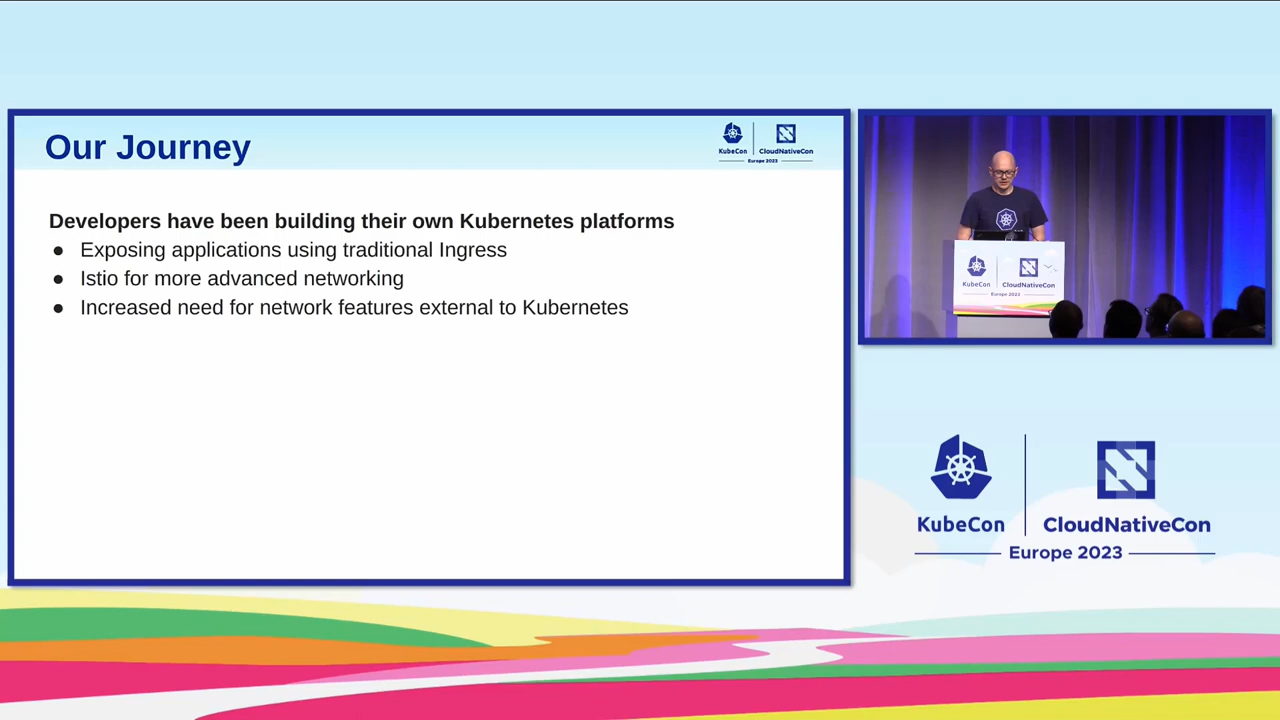 Our Journey
KubeCon
CloudNativeCon
Europe 2023
Developers have been building their own Kubernetes platforms
● Exposing applications using traditional Ingress
● Istio for more advanced networking
● Increased need for network features external to Kubernetes
KubeCon
CloudNativeCon
Europe 2023
KubeCon
CloudNativeCon
Europe 2023